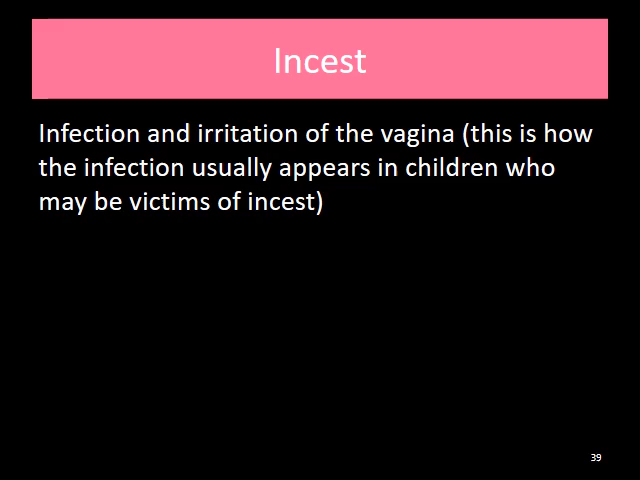 Incest
Infection and irritation of the vagina (this is how
the infection usually appears in children who
may be victims of incest)
39